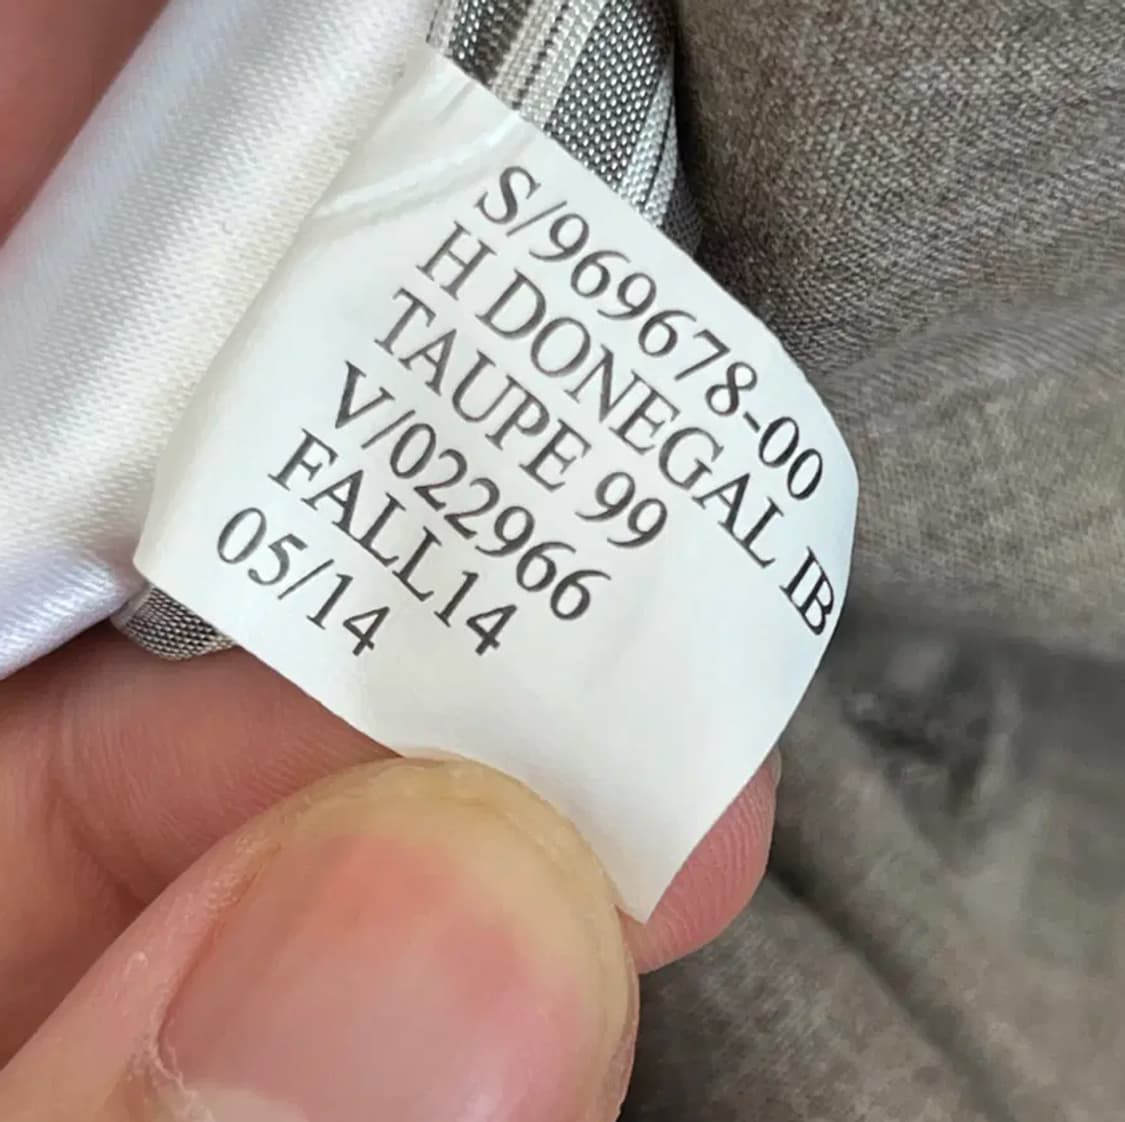 S/969678-00
H DONEGAL IB
TAUPE 99
V/022966
FALL14
05/14